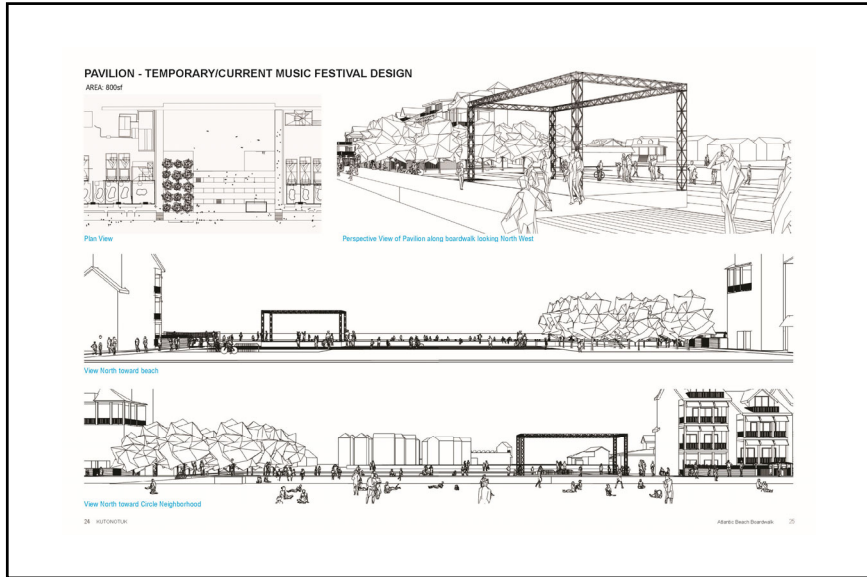 PAVILION - TEMPORARY/CURRENT MUSIC FESTIVAL DESIGN
AREA: 800sf
Plan View
Perspective View of Pavilion along boardwalk looking North West
View North toward beach
View North toward Circle Neighborhood
24 KUTONOTUK
Atlantic Beach Boardwalk 25